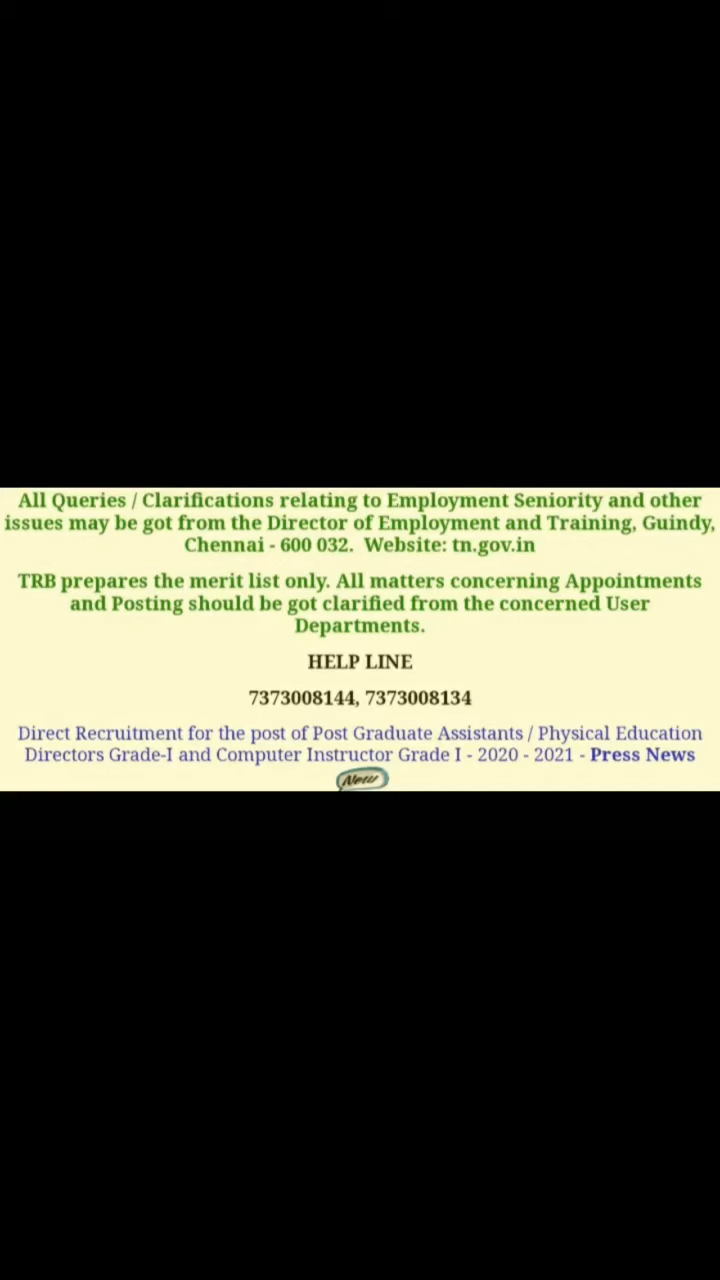 All Queries / Clarifications relating to Employment Seniority and other
issues may be got from the Director of Employment and Training, Guindy,
Chennai - 600 032.  Website: tn.gov.in
TRB prepares the merit list only. All matters concerning Appointments
and Posting should be got clarified from the concerned User
Departments.
HELP LINE
7373008144, 7373008134
Direct Recruitment for the post of Post Graduate Assistants / Physical Education
Directors Grade-I and Computer Instructor Grade I - 2020 - 2021 - Press News
New